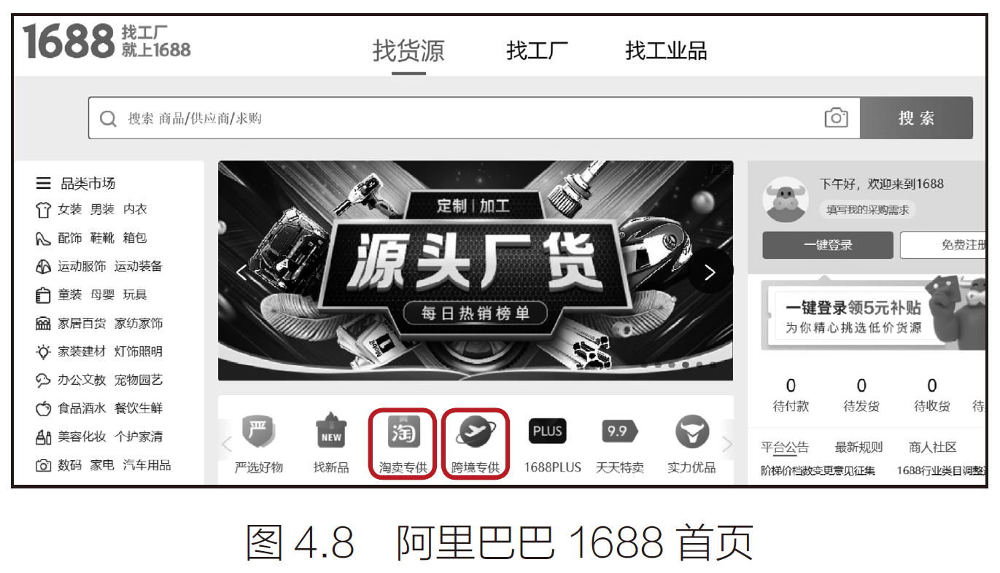 1688 找工厂
就上1688
找货源 找工厂 找工业品
搜索 商品/供应商/求购
搜 索
品类市场
女装 男装 内衣
配饰 鞋靴 箱包
运动服饰 运动装备
童装 母婴 玩具
家居百货 家纺家饰
家装建材 灯饰照明
办公文教 宠物园艺
食品酒水 餐饮生鲜
美容化妆 个护家清
数码 家电 汽车用品
广告
定制|加工
源头厂货
每日热销榜单
下午好，欢迎来到1688
填写我的采购需求
一键登录 免费注册
一键登录领5元补贴
为你精心挑选低价货源
0 0 0
待付款 待发货 待收货 待
平台公告 最新规则 商人社区
阶梯价档数变更意见征集 1688行业类目调整
严 NEW 淘 PLUS 9.9
严选好物 找新品 淘卖专供 跨境专供 1688PLUS 天天特卖 实力优品
图 4.8 阿里巴巴 1688 首页